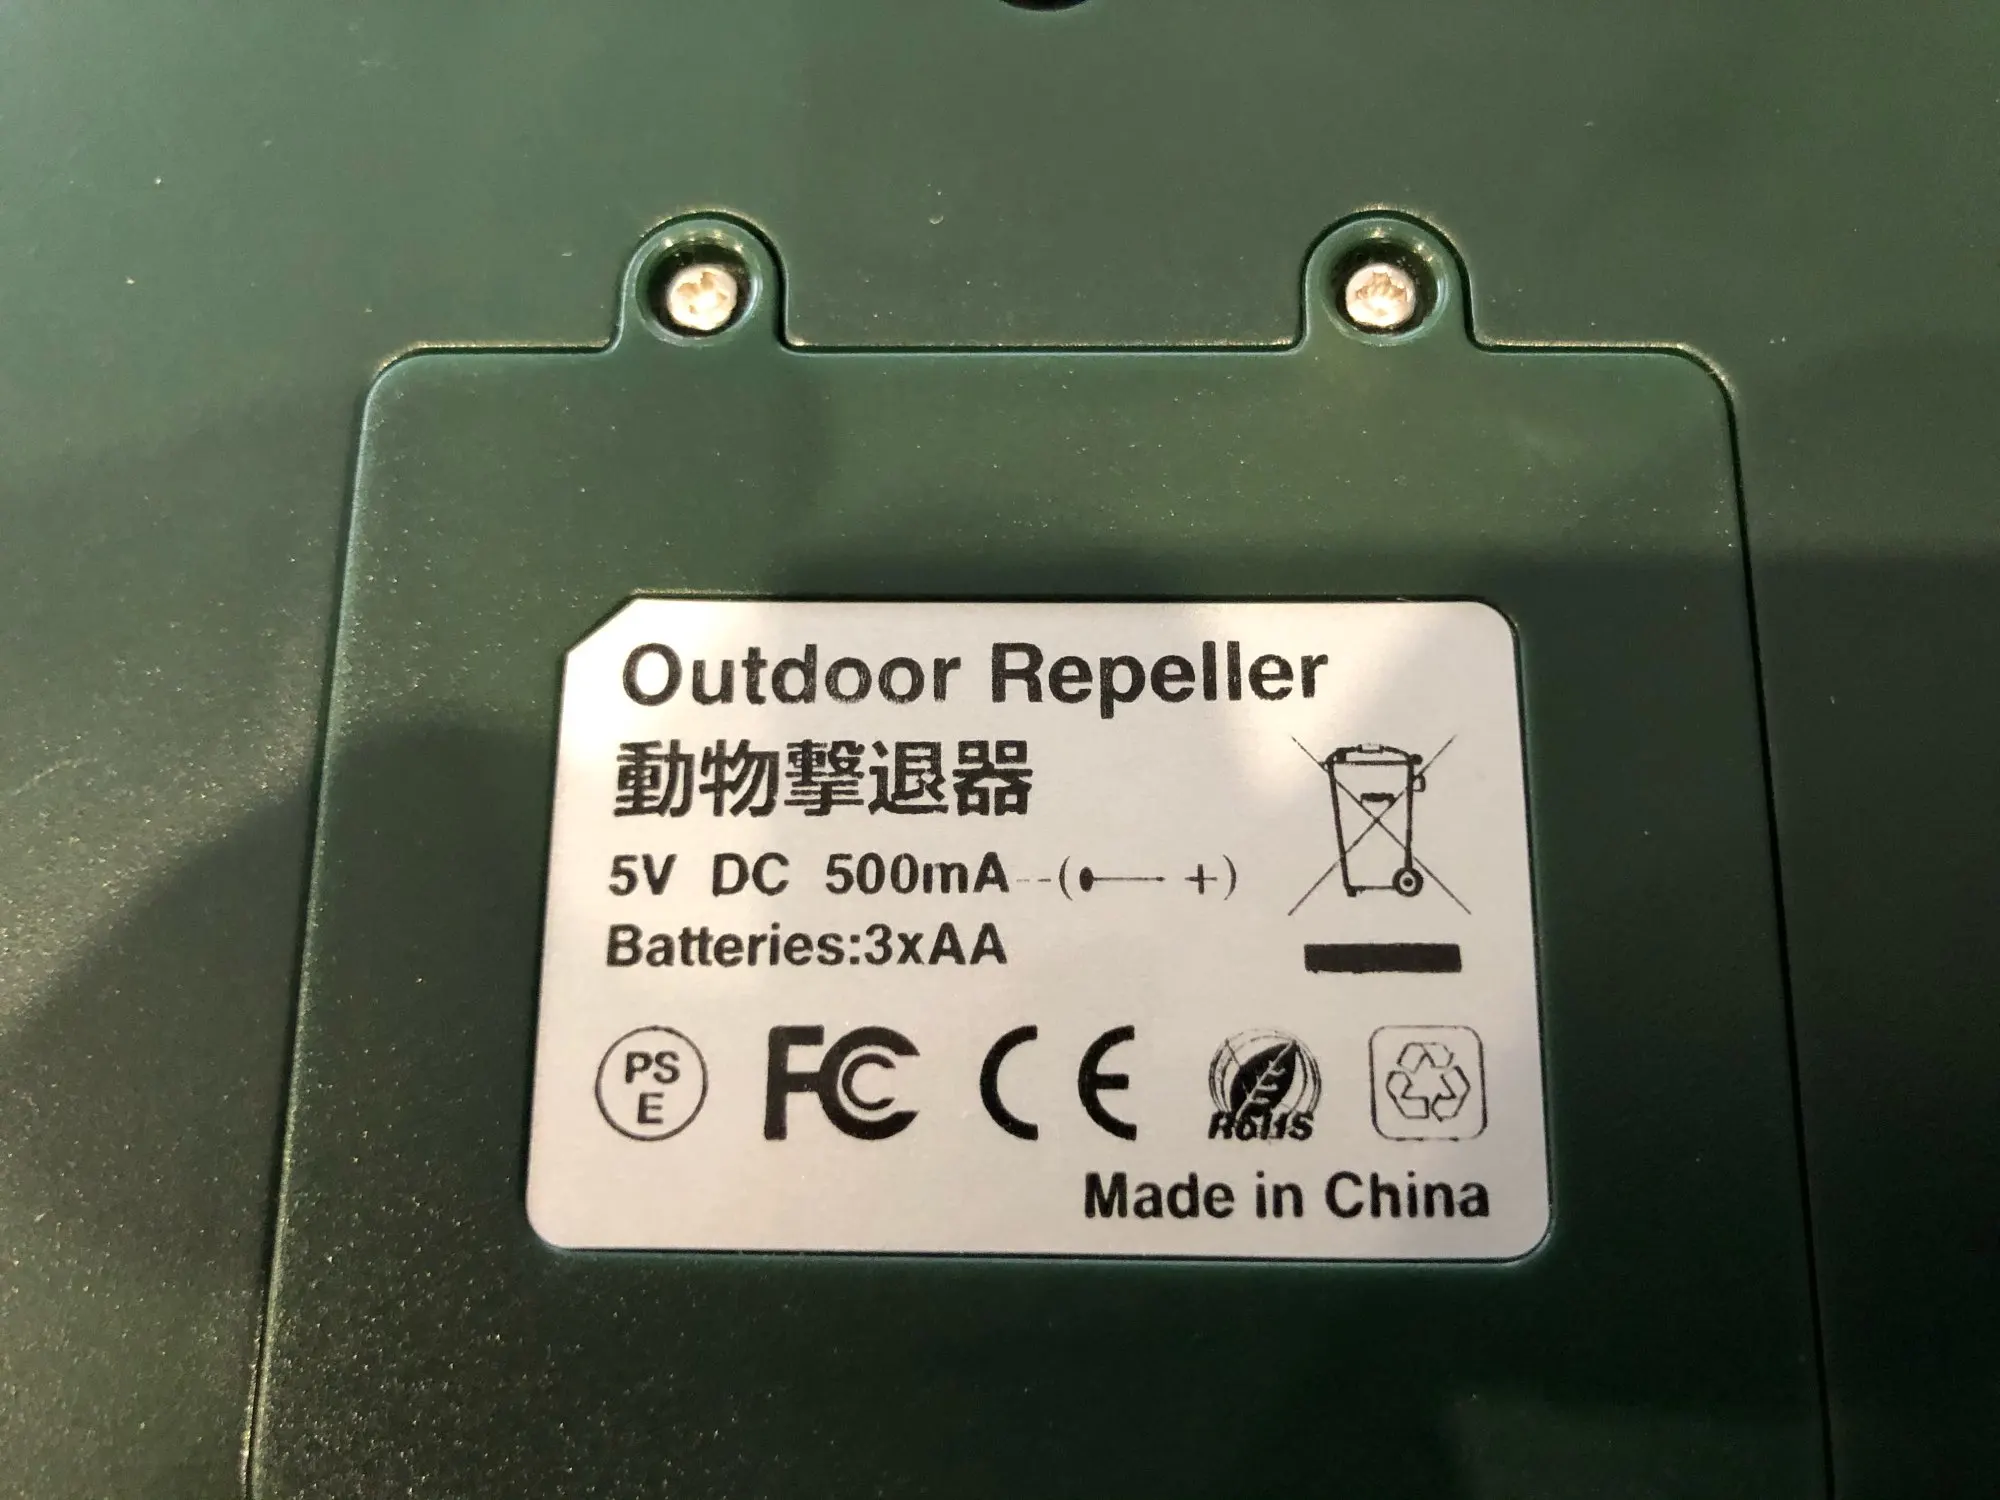 Outdoor Repeller
動物撃退器
5V DC 500mA--(•— +)
Batteries:3xAA
PS
E
FC
CE
RoHS
Made in China